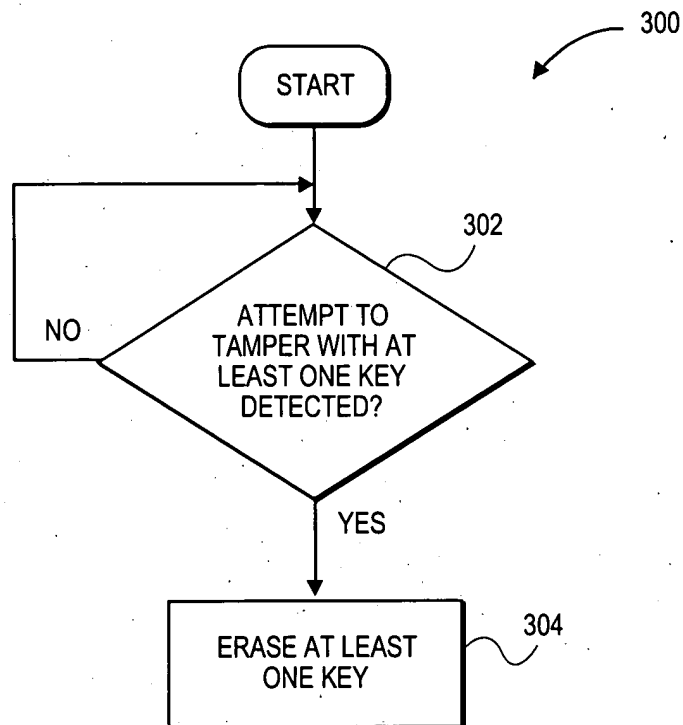 300
START
302
ATTEMPT TO
TAMPER WITH AT
LEAST ONE KEY
DETECTED?
NO
YES
304
ERASE AT LEAST
ONE KEY